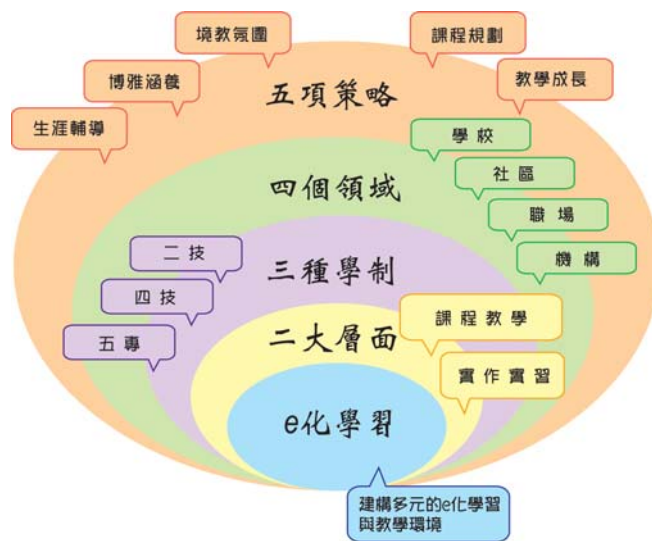 境教氛圍
課程規劃
博雅涵養
教學成長
生涯輔導
五項策略
學校
社區
職場
機構
四個領域
二技
四技
五專
三種學制
課程教學
實作實習
二大層面
e化學習
建構多元的e化學習
與教學環境